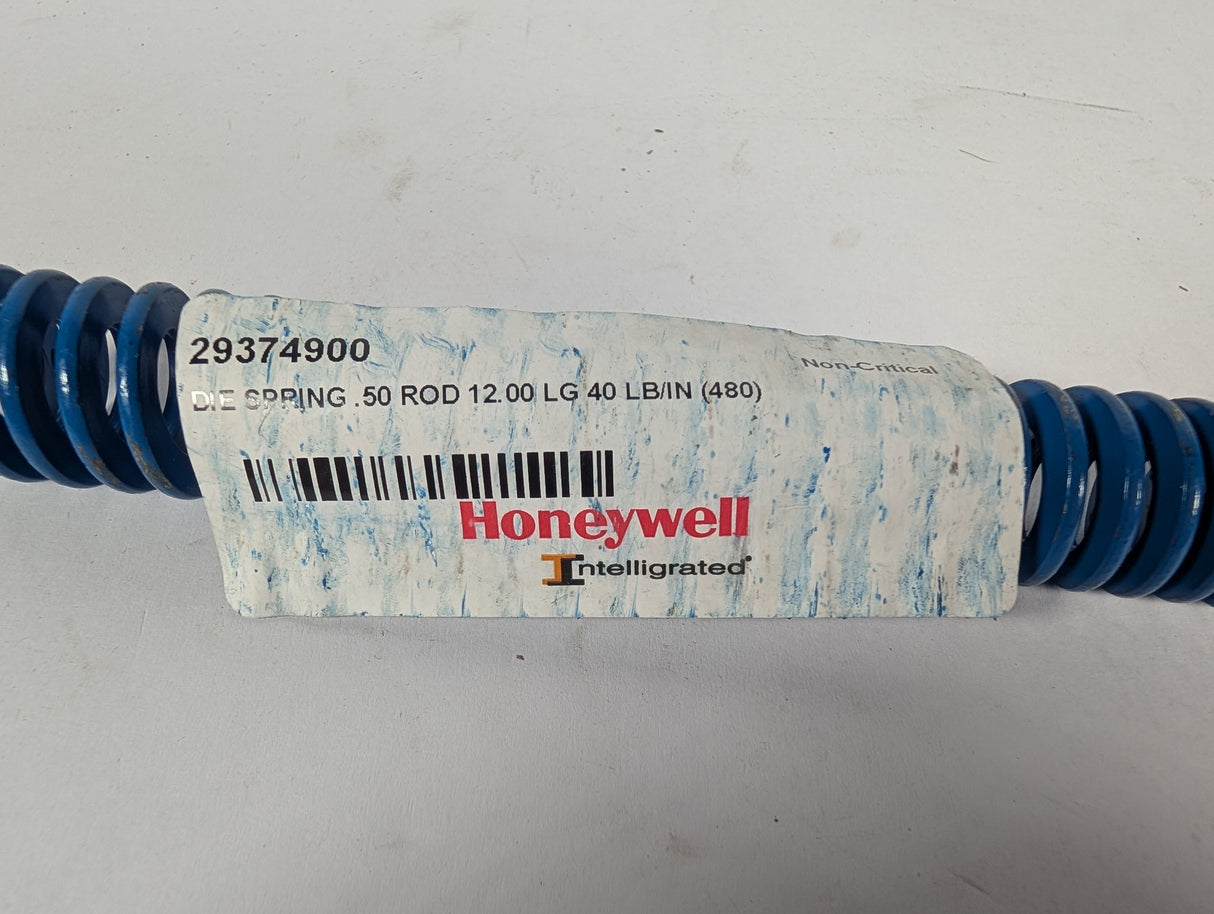 29374900
Non-Critical
DIE SPRING .50 ROD 12.00 LG 40 LB/IN (480)
Honeywell
Intelligrated